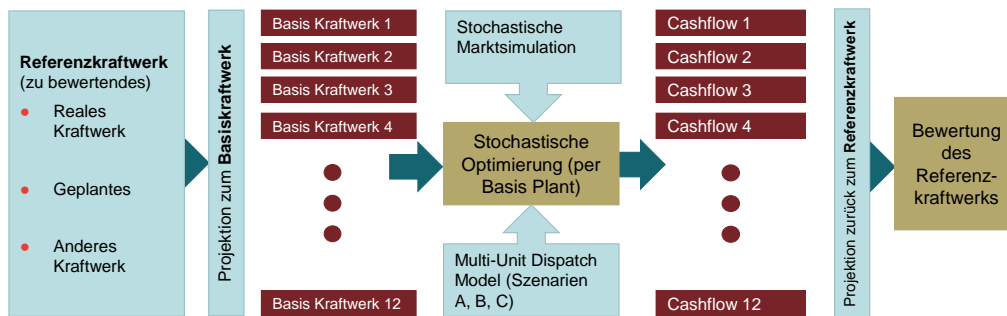 Referenzkraftwerk
(zu bewertendes)
Reales
Kraftwerk
Geplantes
Anderes
Kraftwerk
Projektion zum Basiskraftwerk
Basis Kraftwerk 1
Basis Kraftwerk 2
Basis Kraftwerk 3
Basis Kraftwerk 4
Basis Kraftwerk 12
Stochastische
Marktsimulation
Stochastische
Optimierung (per
Basis Plant)
Multi-Unit Dispatch
Model (Szenarien
A, B, C)
Cashflow 1
Cashflow 2
Cashflow 3
Cashflow 4
Cashflow 12
Projektion zurück zum Referenzkraftwerk
Bewertung
des
Referenz-
kraftwerks